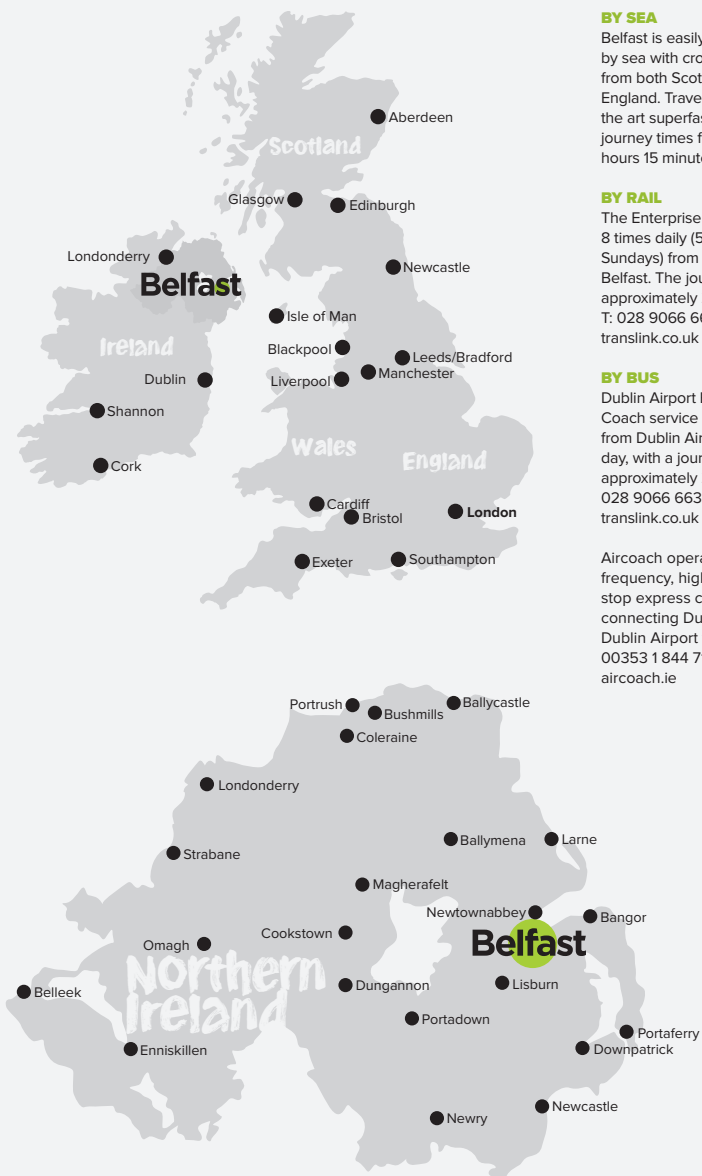 Aberdeen
Scotland
Glasgow
Edinburgh
Londonderry
Newcastle
Belfast
Isle of Man
Ireland
Blackpool
Leeds/Bradford
Manchester
Dublin
Liverpool
Shannon
Wales
England
Cork
Cardiff
Bristol
London
Exeter
Southampton
BY SEA
Belfast is easily
by sea with cro
from both Scot
England. Trave
the art superfas
journey times f
hours 15 minute
BY RAIL
The Enterprise
8 times daily (5
Sundays) from
Belfast. The jou
approximately
T: 028 9066 66
translink.co.uk
BY BUS
Dublin Airport
Coach service
from Dublin Air
day, with a jour
approximately
028 9066 663
translink.co.uk
Aircoach opera
frequency, high
stop express c
connecting Du
Dublin Airport
00353 1 844 7
aircoach.ie
Portrush
Bushmills
Ballycastle
Coleraine
Londonderry
Ballymena
Larne
Strabane
Magherafelt
Newtownabbey
Bangor
Cookstown
Belfast
Omagh
Northern
Ireland
Dungannon
Lisburn
Belleek
Portadown
Portaferry
Downpatrick
Enniskillen
Newcastle
Newry